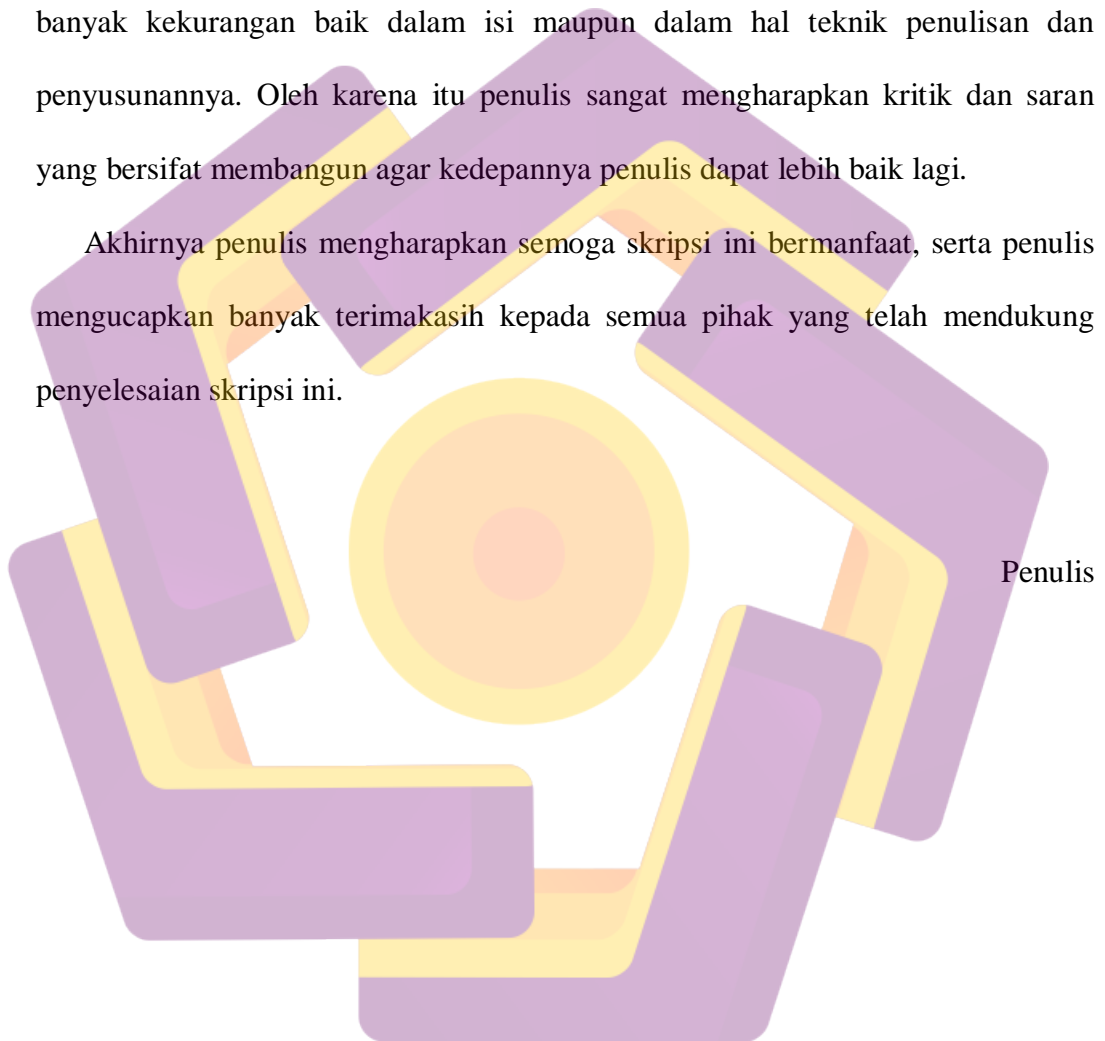 banyak kekurangan baik dalam isi maupun dalam hal teknik penulisan dan
penyusunannya. Oleh karena itu penulis sangat mengharapkan kritik dan saran
yang bersifat membangun agar kedepannya penulis dapat lebih baik lagi.
Akhirnya penulis mengharapkan semoga skripsi ini bermanfaat, serta penulis
mengucapkan banyak terimakasih kepada semua pihak yang telah mendukung
penyelesaian skripsi ini.
Penulis